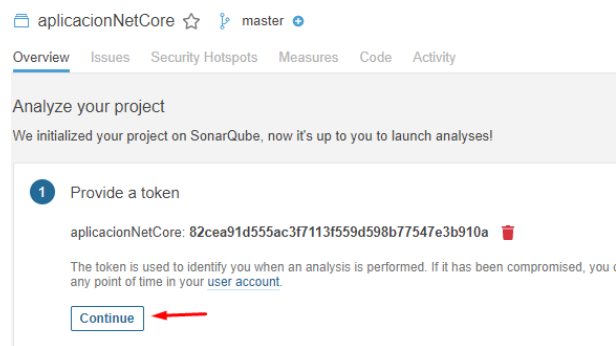 aplicacionNetCore master
Overview Issues Security Hotspots Measures Code Activity
Analyze your project
We initialized your project on SonarQube, now it's up to you to launch analyses!
1 Provide a token
aplicacionNetCore: 82cea91d555ac3f7113f559d598b77547e3b910a
The token is used to identify you when an analysis is performed. If it has been compromised, you
any point of time in your user account.
Continue